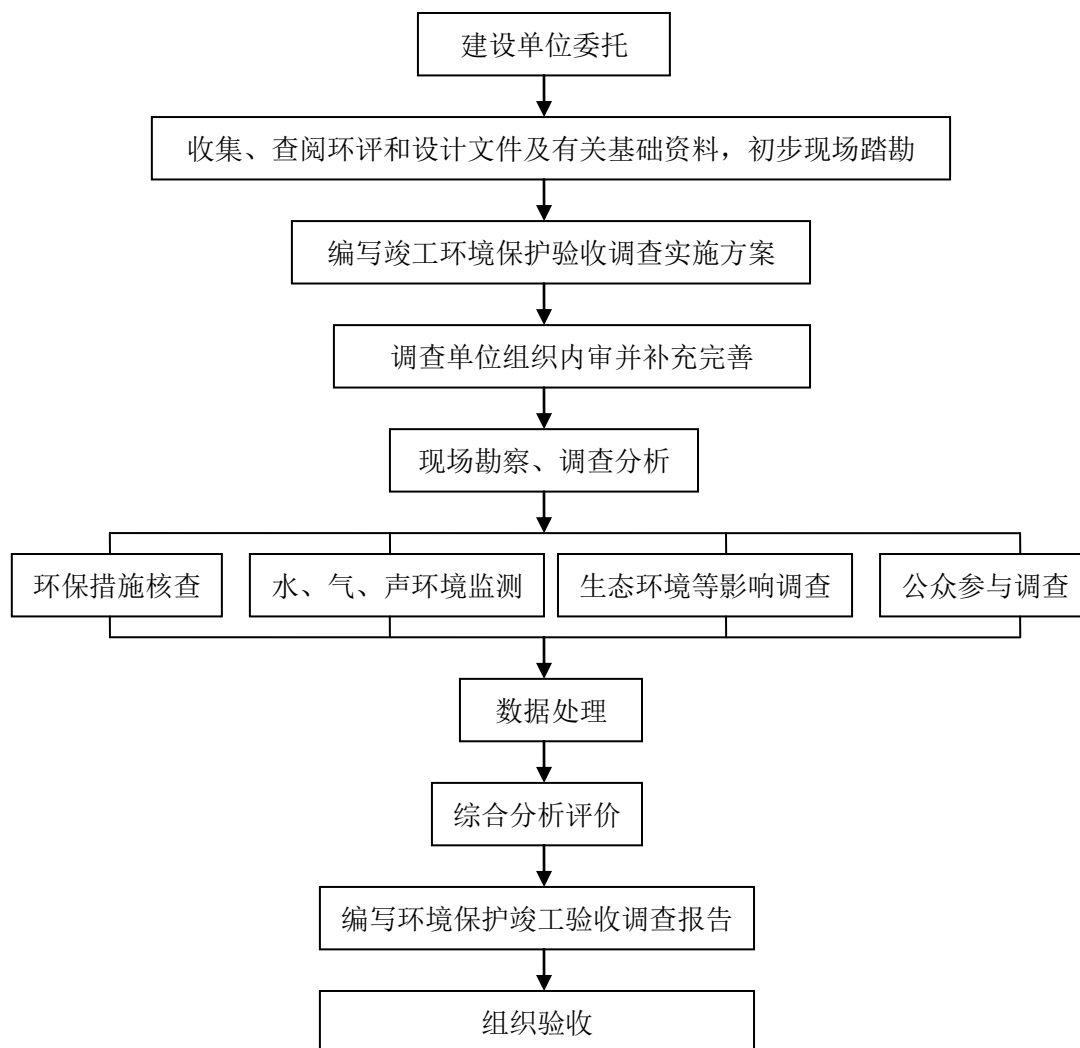 建设单位委托
收集、查阅环评和设计文件及有关基础资料，初步现场踏勘
编写竣工环境保护验收调查实施方案
调查单位组织内审并补充完善
现场勘察、调查分析
环保措施核查
水、气、声环境监测
生态环境等影响调查
公众参与调查
数据处理
综合分析评价
编写环境保护竣工验收调查报告
组织验收